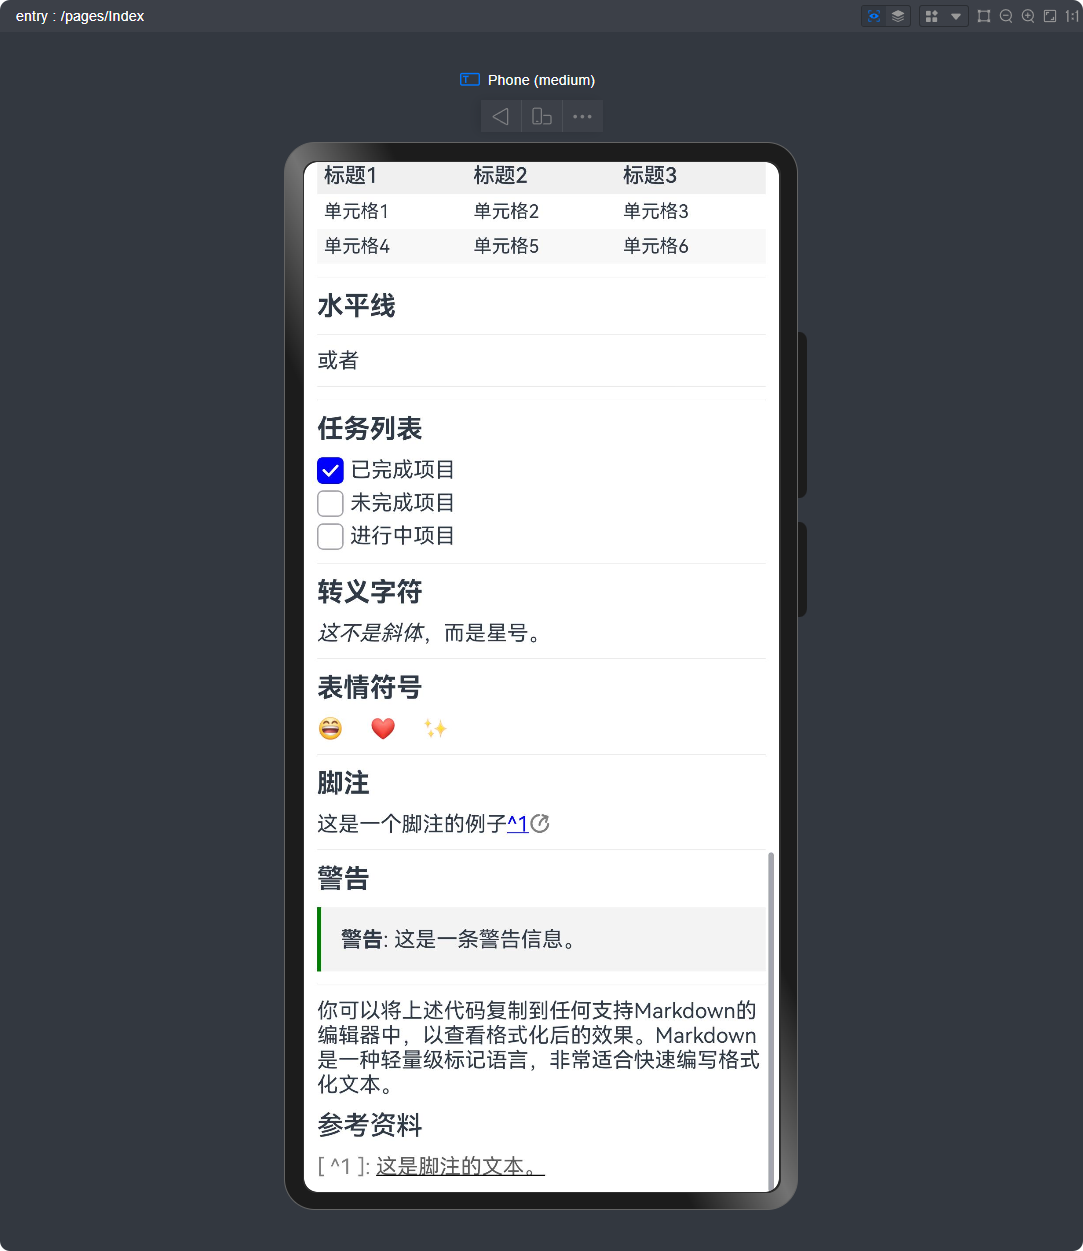 entry : /pages/Index
1:1
Phone (medium)
标题1 标题2 标题3
单元格1 单元格2 单元格3
单元格4 单元格5 单元格6
水平线
或者
任务列表
已完成项目
未完成项目
进行中项目
转义字符
这不是斜体，而是星号。
表情符号
😄 ❤️ ✨
脚注
这是一个脚注的例子^1
警告
警告: 这是一条警告信息。
你可以将上述代码复制到任何支持Markdown的
编辑器中，以查看格式化后的效果。Markdown
是一种轻量级标记语言，非常适合快速编写格式
化文本。
参考资料
[ ^1 ]: 这是脚注的文本。